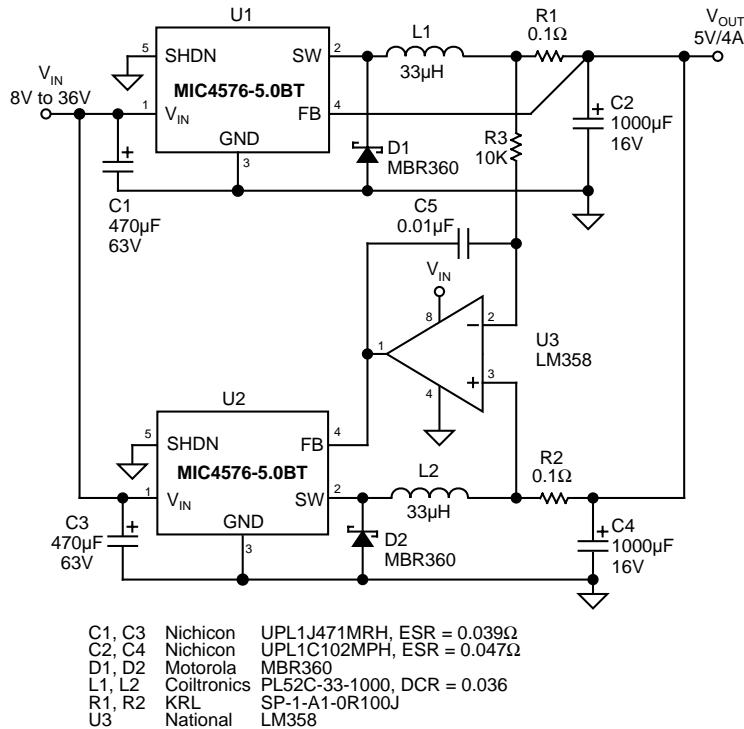 U1
5
SHDN
SW
2
MIC4576-5.0BT
1
V_IN
FB
4
GND
3
V_IN
8V to 36V
L1
33µH
R1
0.1Ω
V_OUT
5V/4A
C2
1000µF
16V
R3
10K
D1
MBR360
C1
470µF
63V
C5
0.01µF
V_IN
8
2
−
1
U3
LM358
+
3
4
U2
5
SHDN
FB
4
MIC4576-5.0BT
1
V_IN
SW
2
GND
3
L2
33µH
R2
0.1Ω
C3
470µF
63V
D2
MBR360
C4
1000µF
16V
C1, C3 Nichicon UPL1J471MRH, ESR = 0.039Ω
C2, C4 Nichicon UPL1C102MPH, ESR = 0.047Ω
D1, D2 Motorola MBR360
L1, L2 Coiltronics PL52C-33-1000, DCR = 0.036
R1, R2 KRL SP-1-A1-0R100J
U3 National LM358